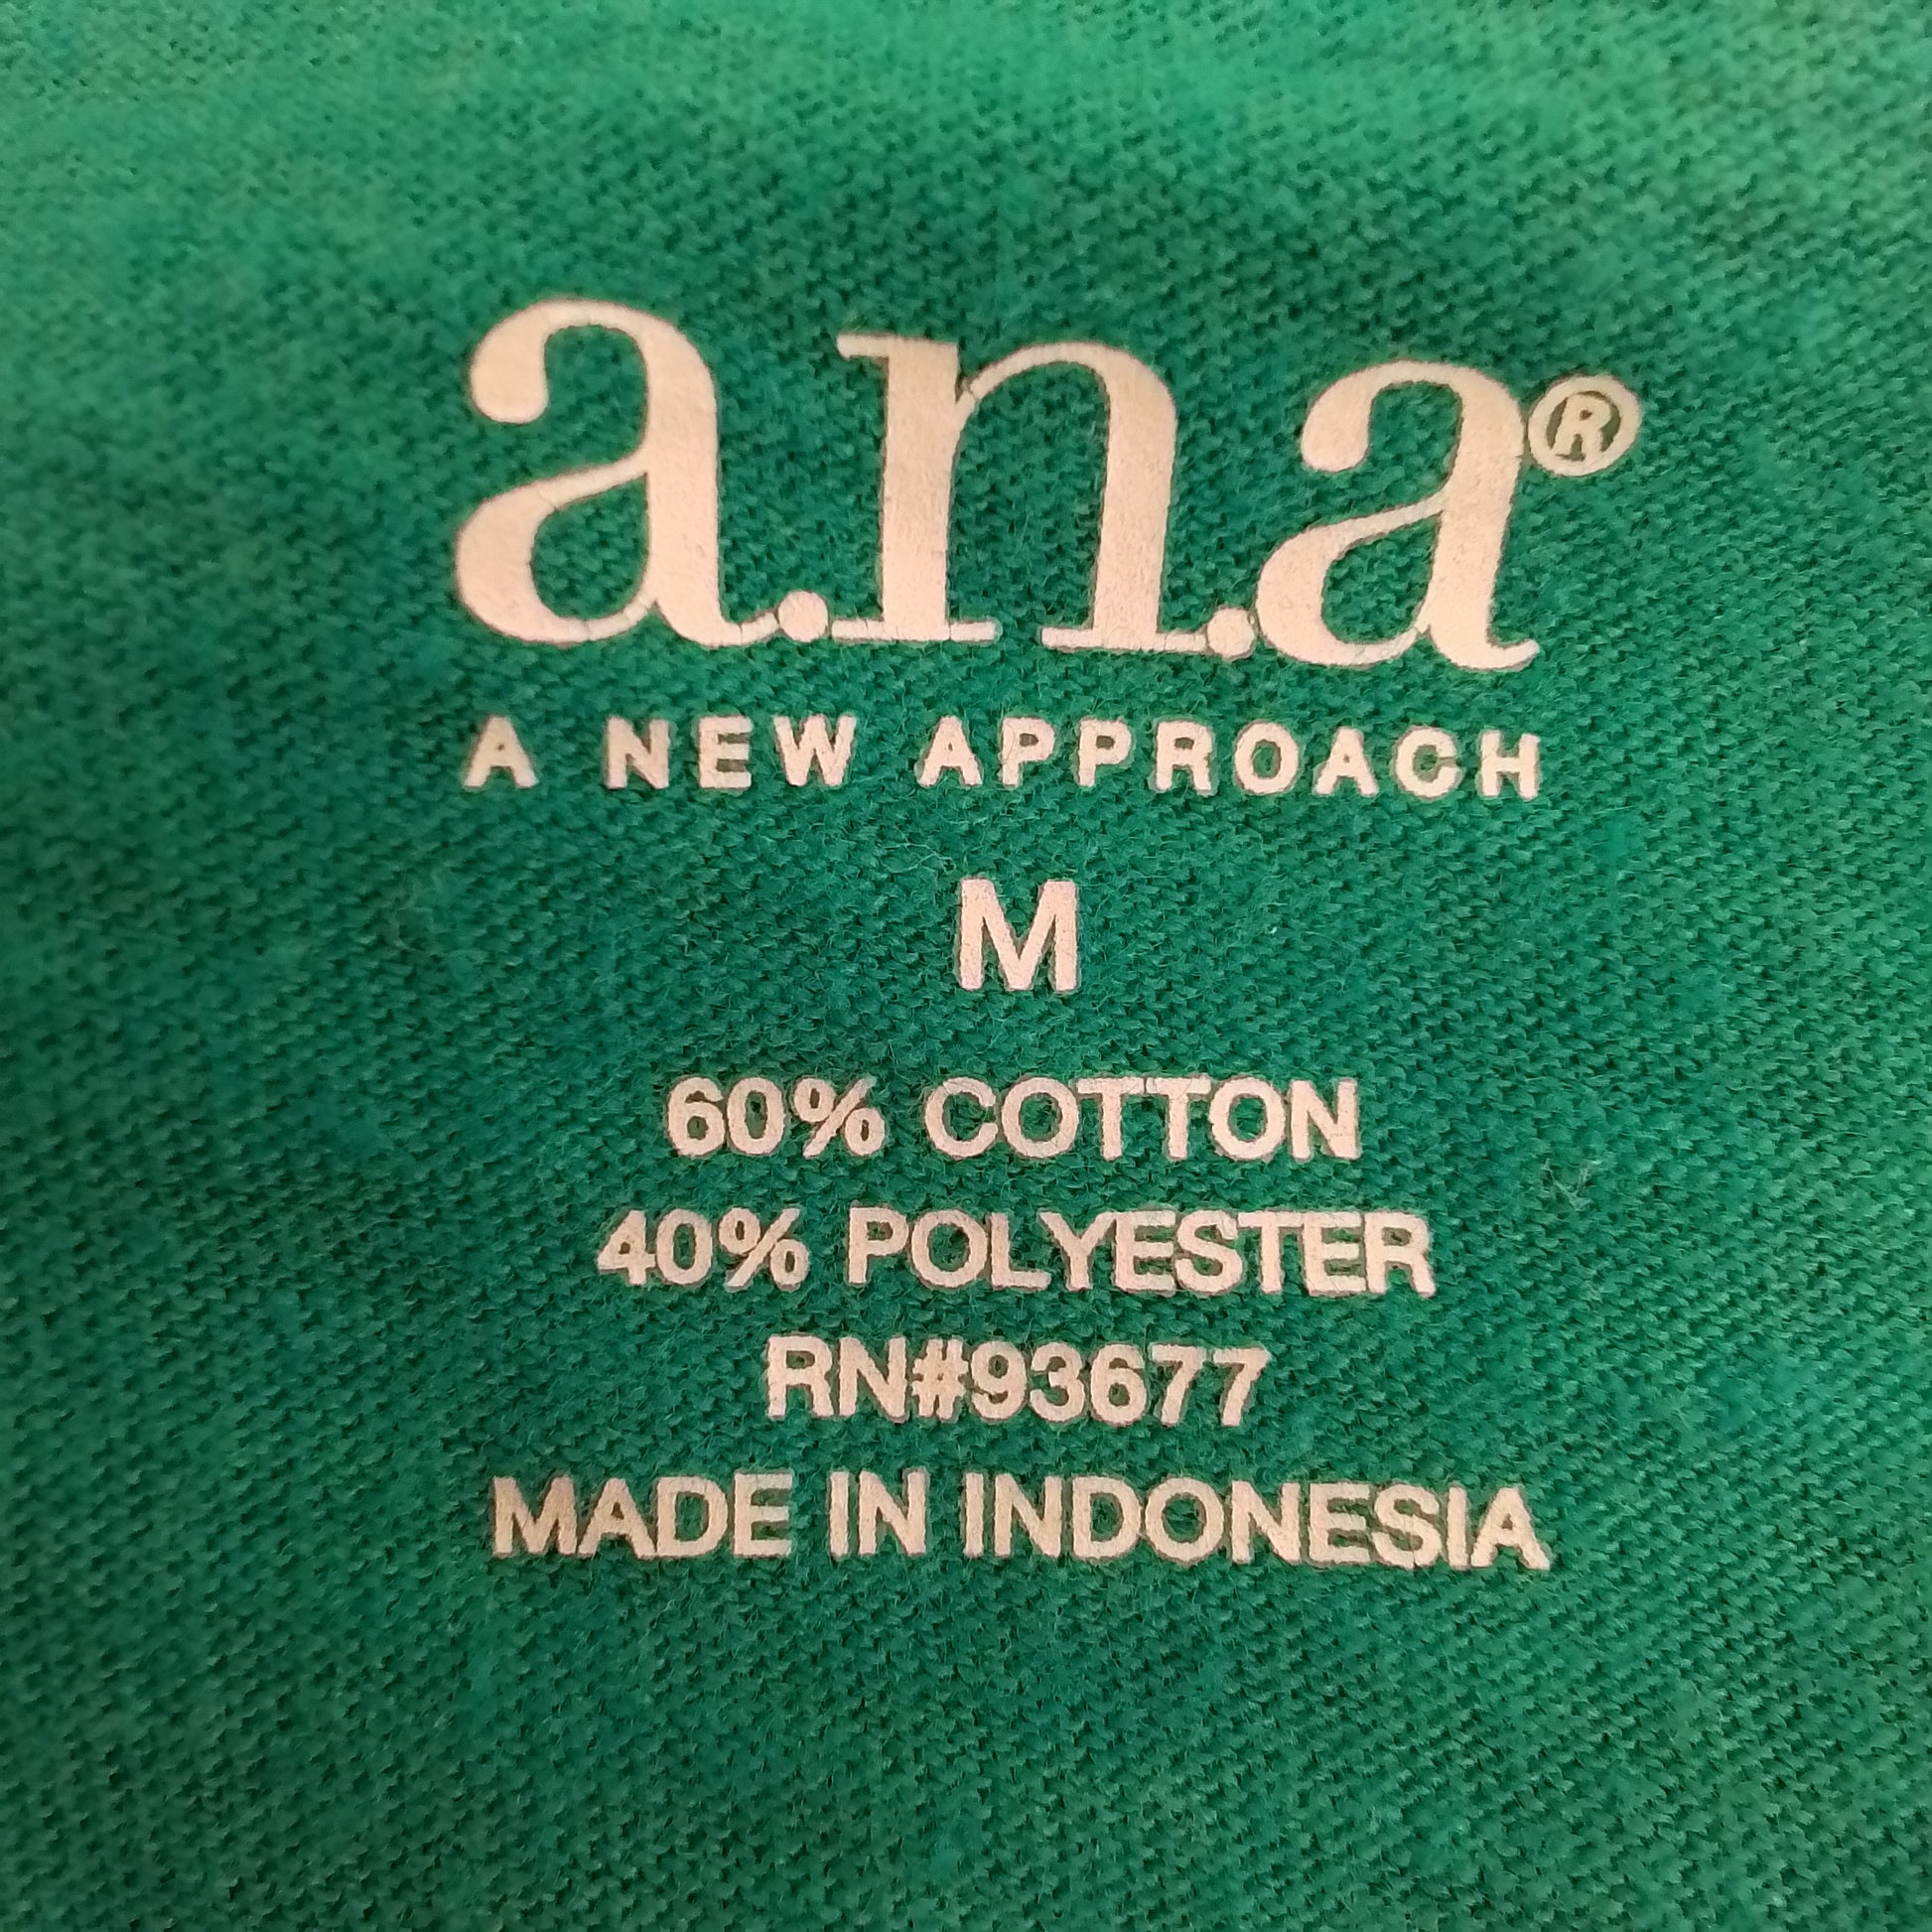 a.n.a®
A NEW APPROACH
M
60% COTTON
40% POLYESTER
RN#93677
MADE IN INDONESIA